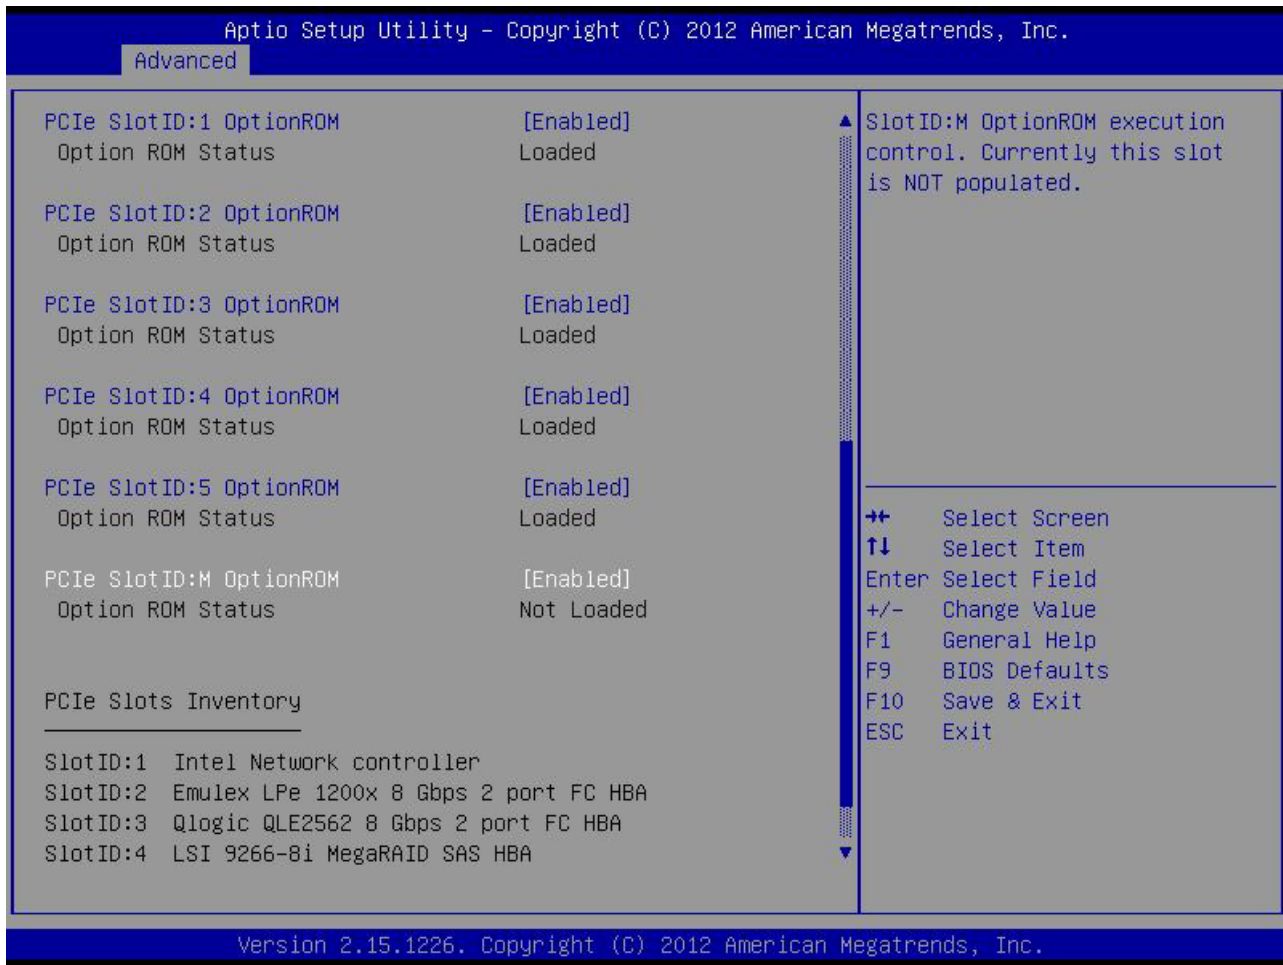 Aptio Setup Utility – Copyright (C) 2012 American Megatrends, Inc.
Advanced
PCIe SlotID:1 OptionROM [Enabled]
Option ROM Status Loaded
PCIe SlotID:2 OptionROM [Enabled]
Option ROM Status Loaded
PCIe SlotID:3 OptionROM [Enabled]
Option ROM Status Loaded
PCIe SlotID:4 OptionROM [Enabled]
Option ROM Status Loaded
PCIe SlotID:5 OptionROM [Enabled]
Option ROM Status Loaded
PCIe SlotID:M OptionROM [Enabled]
Option ROM Status Not Loaded
PCIe Slots Inventory
SlotID:1 Intel Network controller
SlotID:2 Emulex LPe 1200x 8 Gbps 2 port FC HBA
SlotID:3 Qlogic QLE2562 8 Gbps 2 port FC HBA
SlotID:4 LSI 9266-8i MegaRAID SAS HBA
SlotID:M OptionROM execution
control. Currently this slot
is NOT populated.
→← Select Screen
↑↓ Select Item
Enter Select Field
+/- Change Value
F1 General Help
F9 BIOS Defaults
F10 Save & Exit
ESC Exit
Version 2.15.1226. Copyright (C) 2012 American Megatrends, Inc.